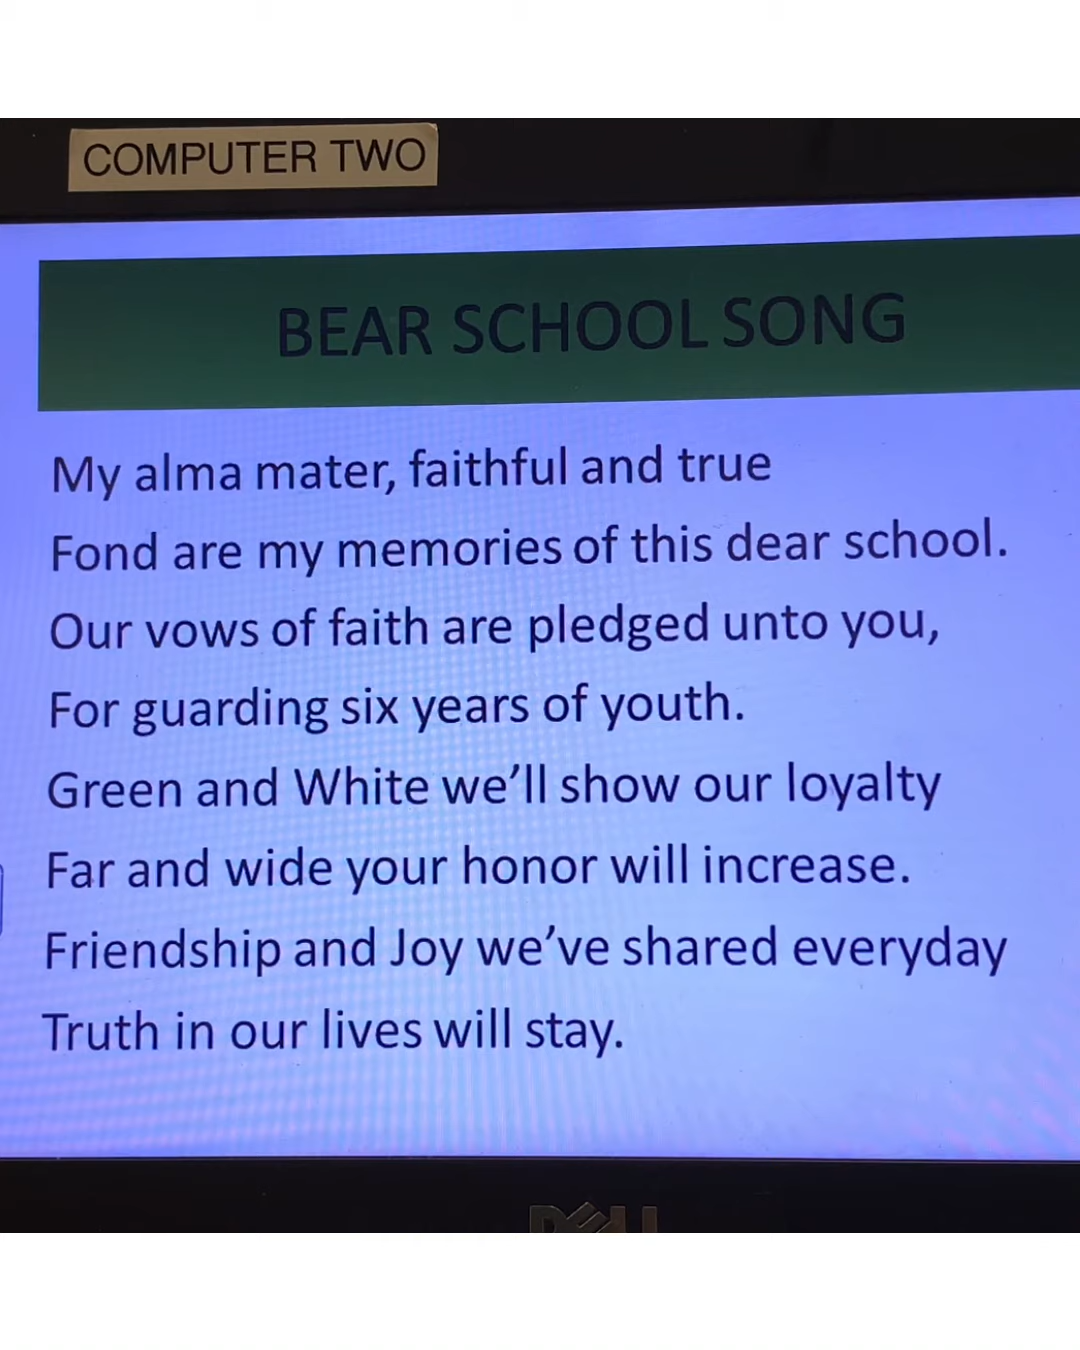 COMPUTER TWO
BEAR SCHOOL SONG
My alma mater, faithful and true
Fond are my memories of this dear school.
Our vows of faith are pledged unto you,
For guarding six years of youth.
Green and White we’ll show our loyalty
Far and wide your honor will increase.
Friendship and Joy we’ve shared everyday
Truth in our lives will stay.
DELL